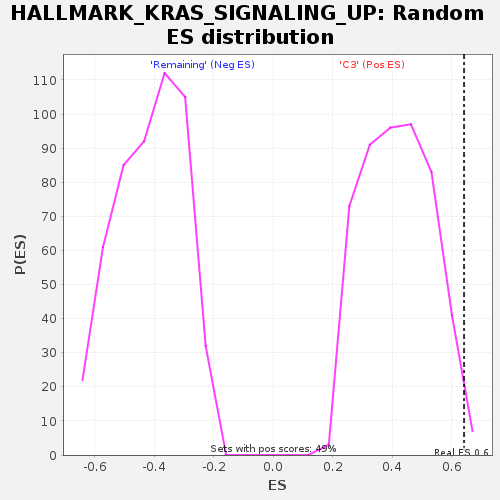 HALLMARK_KRAS_SIGNALING_UP: Random
ES distribution
'Remaining' (Neg ES)
'C3' (Pos ES)
P(ES)
110
100
90
80
70
60
50
40
30
20
10
0
Sets with pos scores: 49%
Real ES 0.6
-0.6
-0.4
-0.2
0.0
0.2
0.4
0.6
ES